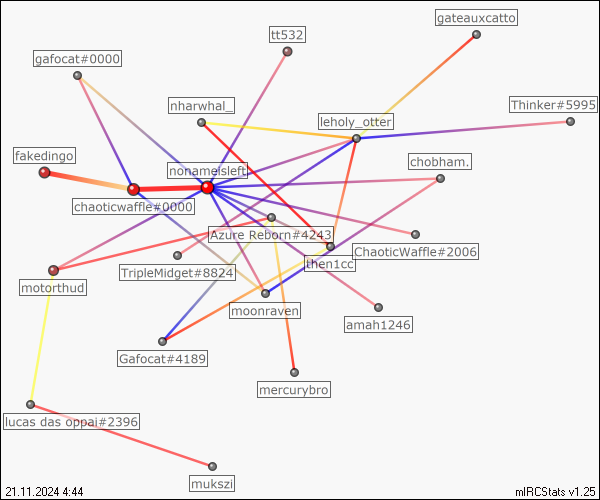 gateauxcatto
tt532
gafocat#0000
nharwhal_
Thinker#5995
leholy_otter
fakedingo
nonameisleft
chobham.
chaoticwaffle#0000
Azure Reborn#4243
ChaoticWaffle#2006
then1cc
TripleMidget#8824
motorthud
moonraven
amah1246
Gafocat#4189
mercurybro
lucas das oppai#2396
mukszi
21.11.2024 4:44
mIRCStats v1.25